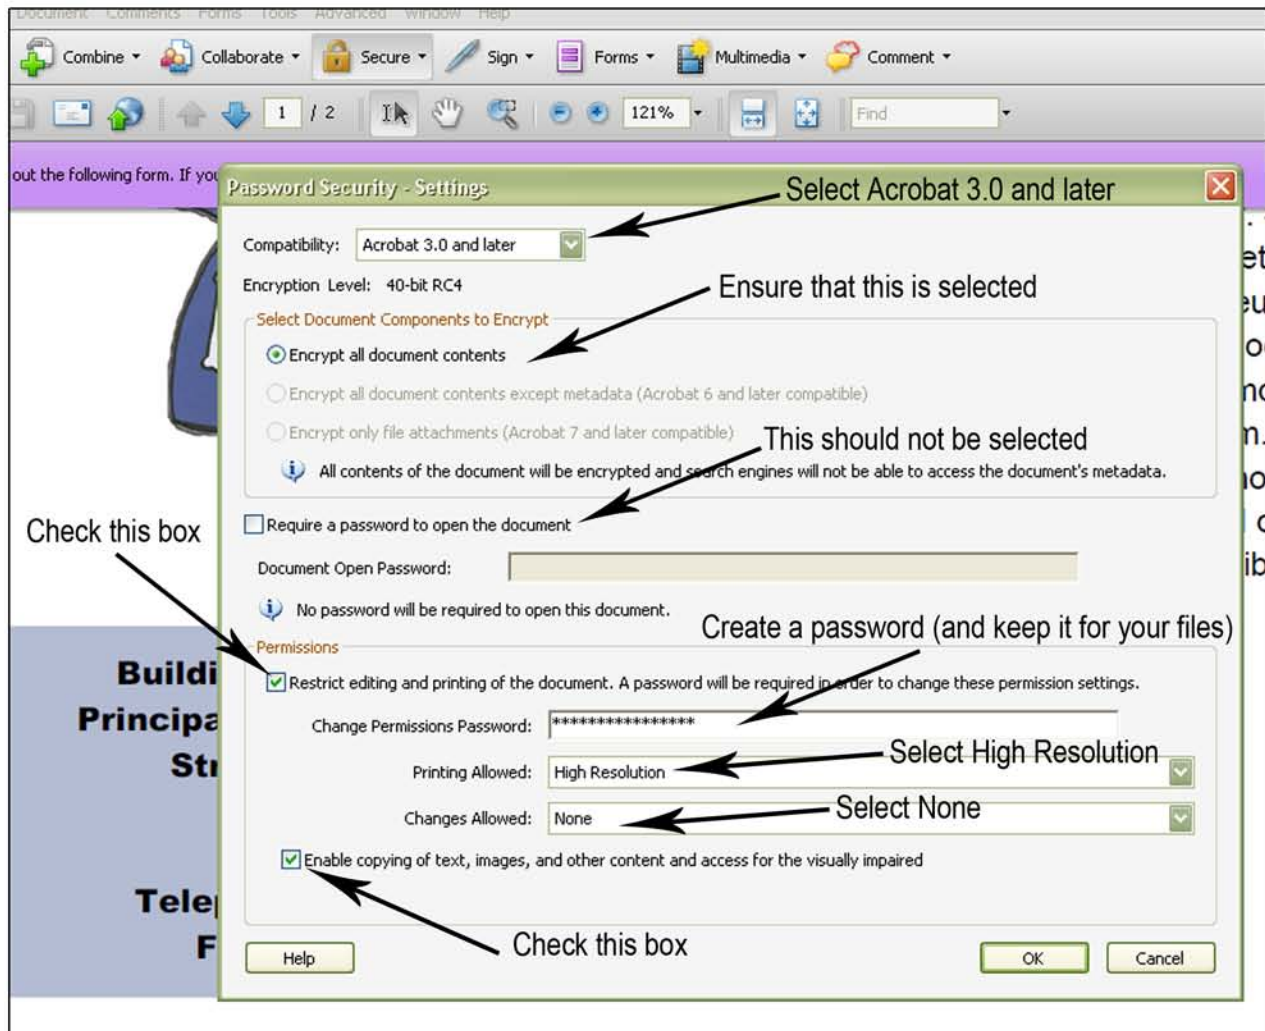 Document Comments Forms Tools Advanced Window Help
Combine Collaborate Secure Sign Forms Multimedia Comment
1 / 2 121% Find
out the following form. If you
Password Security - Settings
Select Acrobat 3.0 and later
Compatibility: Acrobat 3.0 and later
Encryption Level: 40-bit RC4
Ensure that this is selected
Select Document Components to Encrypt
Encrypt all document contents
Encrypt all document contents except metadata (Acrobat 6 and later compatible)
Encrypt only file attachments (Acrobat 7 and later compatible)
This should not be selected
All contents of the document will be encrypted and search engines will not be able to access the document's metadata.
Check this box
Require a password to open the document
Document Open Password:
No password will be required to open this document.
Create a password (and keep it for your files)
Permissions
Buildi
Restrict editing and printing of the document. A password will be required in order to change these permission settings.
Principa
Change Permissions Password: ****************
Select High Resolution
Str
Printing Allowed: High Resolution
Select None
Changes Allowed: None
Enable copying of text, images, and other content and access for the visually impaired
Telep
F
Check this box
Help OK Cancel